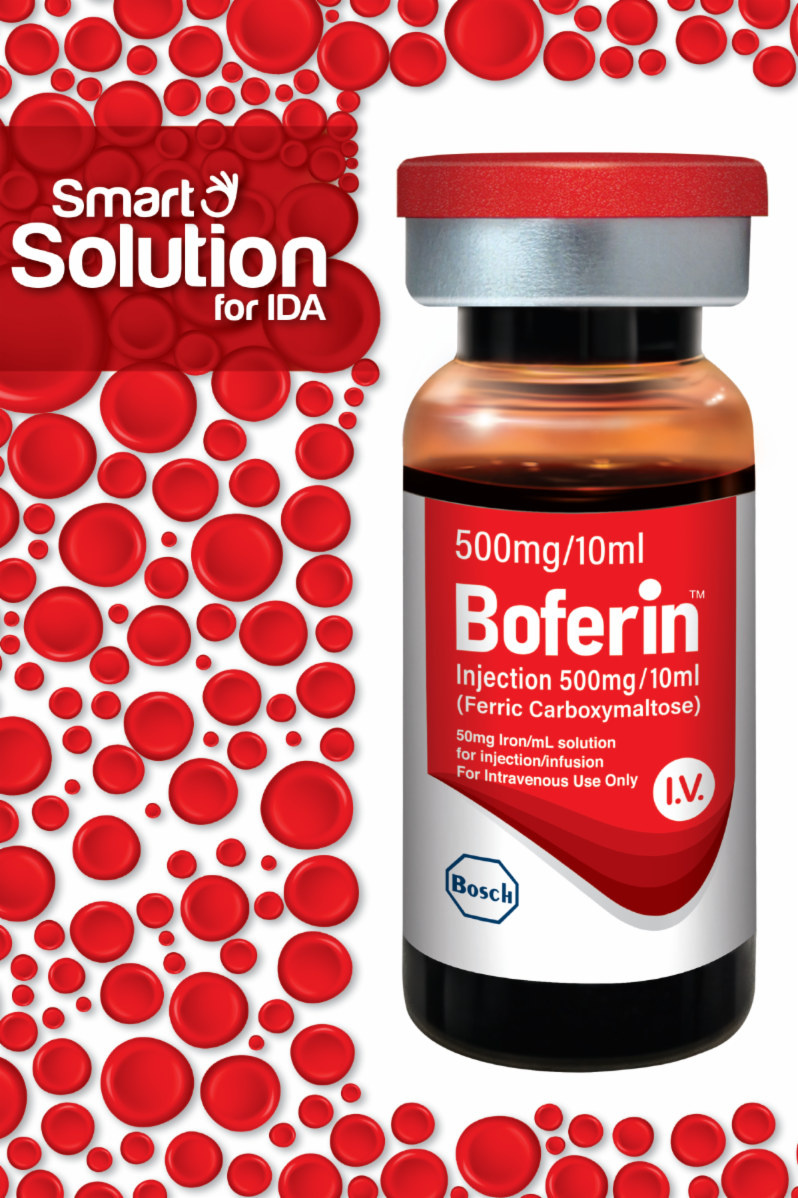 Smart
Solution
for IDA
500mg/10ml
Boferin™
Injection 500mg/10ml
(Ferric Carboxymaltose)
50mg Iron/mL solution
for injection/infusion
For Intravenous Use Only
I.V.
Bosch